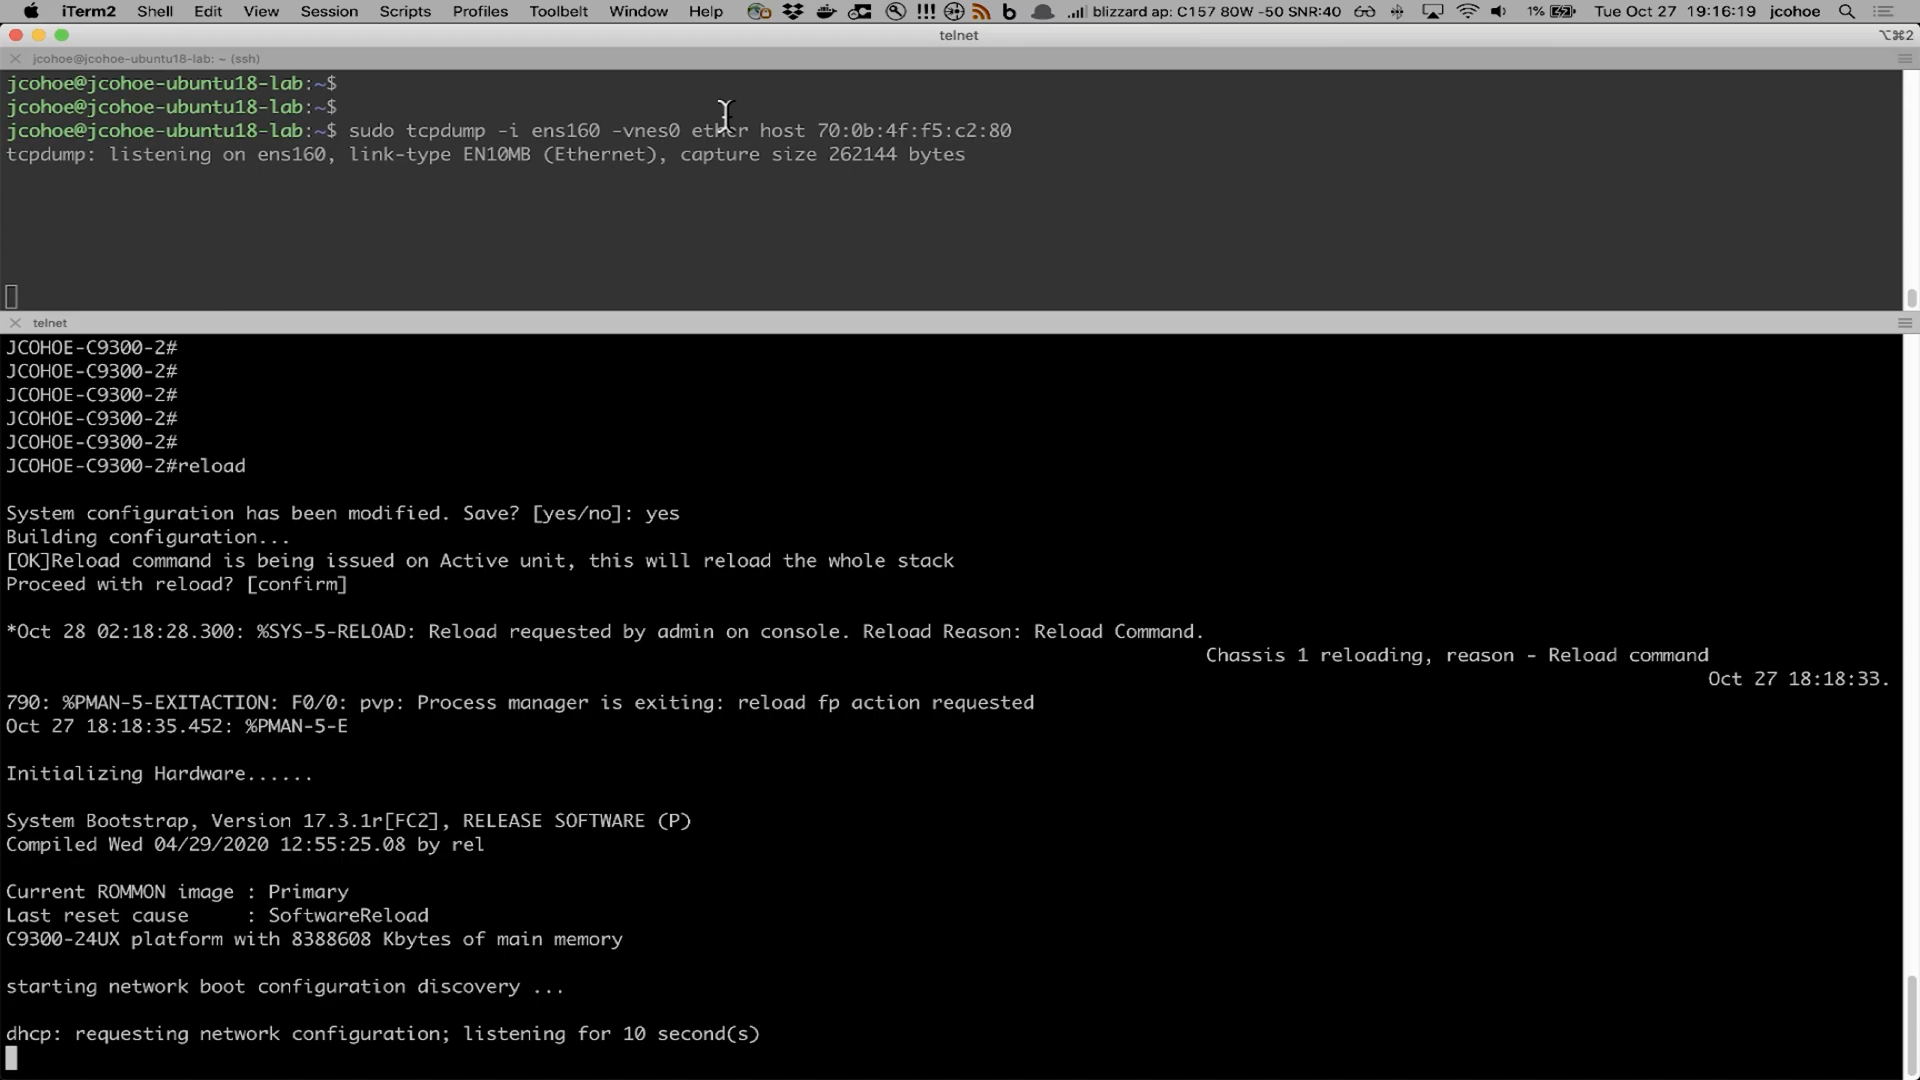 iTerm2 Shell Edit View Session Scripts Profiles Toolbelt Window Help !!! b blizzard ap: C157 80W -50 SNR:40 1% Tue Oct 27 19:16:19 jcohoe
telnet ⌥⌘2
jcohoe@jcohoe-ubuntu18-lab: ~ (ssh)
jcohoe@jcohoe-ubuntu18-lab:~$
jcohoe@jcohoe-ubuntu18-lab:~$
jcohoe@jcohoe-ubuntu18-lab:~$ sudo tcpdump -i ens160 -vnes0 ether host 70:0b:4f:f5:c2:80
tcpdump: listening on ens160, link-type EN10MB (Ethernet), capture size 262144 bytes
telnet
JCOHOE-C9300-2#
JCOHOE-C9300-2#
JCOHOE-C9300-2#
JCOHOE-C9300-2#
JCOHOE-C9300-2#
JCOHOE-C9300-2#reload
System configuration has been modified. Save? [yes/no]: yes
Building configuration...
[OK]Reload command is being issued on Active unit, this will reload the whole stack
Proceed with reload? [confirm]
*Oct 28 02:18:28.300: %SYS-5-RELOAD: Reload requested by admin on console. Reload Reason: Reload Command.
Chassis 1 reloading, reason - Reload command
Oct 27 18:18:33.
790: %PMAN-5-EXITACTION: F0/0: pvp: Process manager is exiting: reload fp action requested
Oct 27 18:18:35.452: %PMAN-5-E
Initializing Hardware......
System Bootstrap, Version 17.3.1r[FC2], RELEASE SOFTWARE (P)
Compiled Wed 04/29/2020 12:55:25.08 by rel
Current ROMMON image : Primary
Last reset cause     : SoftwareReload
C9300-24UX platform with 8388608 Kbytes of main memory
starting network boot configuration discovery ...
dhcp: requesting network configuration; listening for 10 second(s)